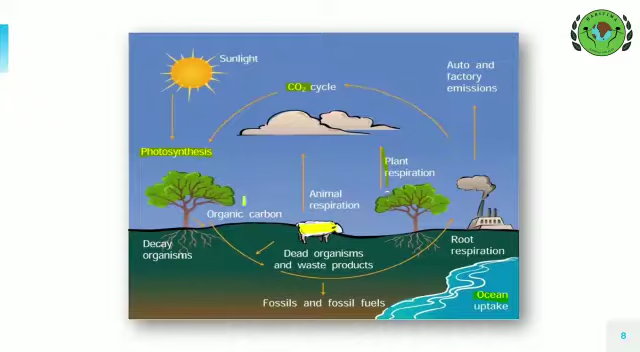 Sunlight
Auto and
factory
emissions
CO₂ cycle
Photosynthesis
Plant
respiration
Animal
respiration
Organic carbon
Decay
organisms
Dead organisms
and waste products
Root
respiration
Fossils and fossil fuels
Ocean
uptake
8